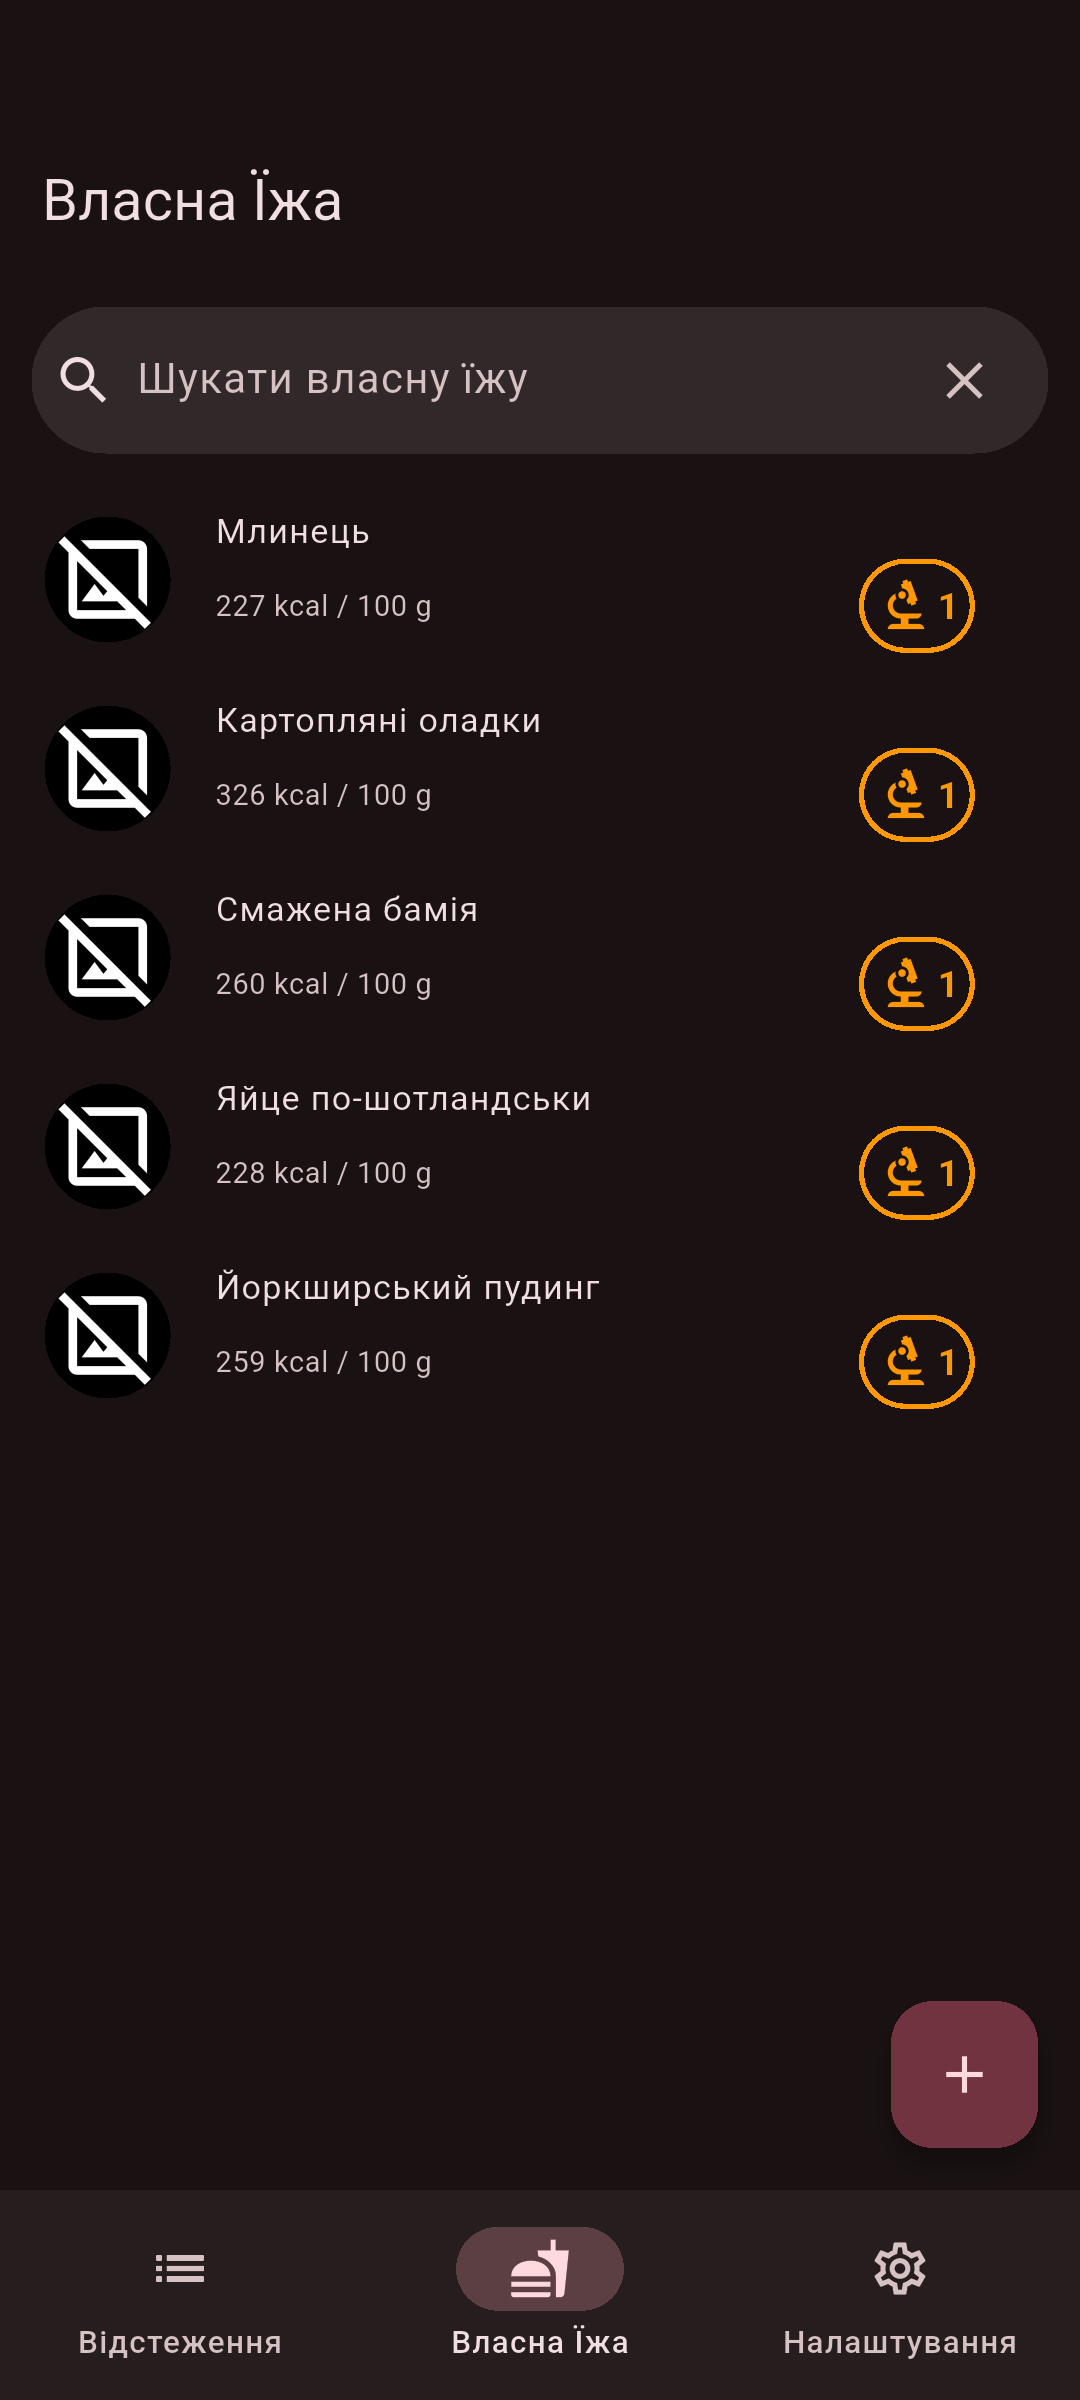 Власна Їжа
Шукати власну їжу
Млинець
227 kcal / 100 g
1
Картопляні оладки
326 kcal / 100 g
1
Смажена бамія
260 kcal / 100 g
1
Яйце по-шотландськи
228 kcal / 100 g
1
Йоркширський пудинг
259 kcal / 100 g
1
Відстеження
Власна Їжа
Налаштування